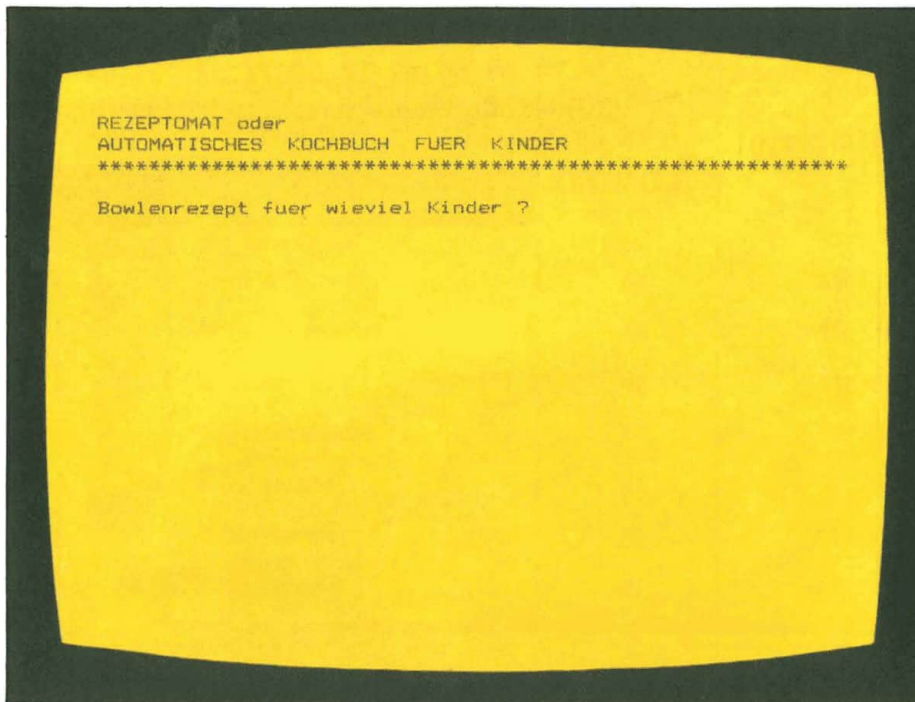 REZEPTOMAT oder
AUTOMATISCHES KOCHBUCH FUER KINDER
***********************************************************
Bowlenrezept fuer wieviel Kinder ?